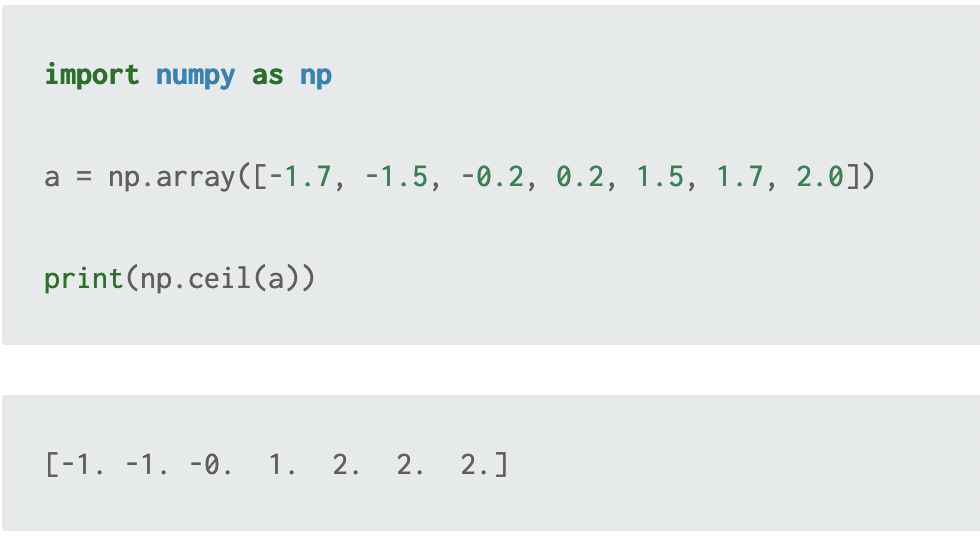 import numpy as np
a = np.array([-1.7, -1.5, -0.2, 0.2, 1.5, 1.7, 2.0])
print(np.ceil(a))
[-1. -1. -0.  1.  2.  2.  2.]